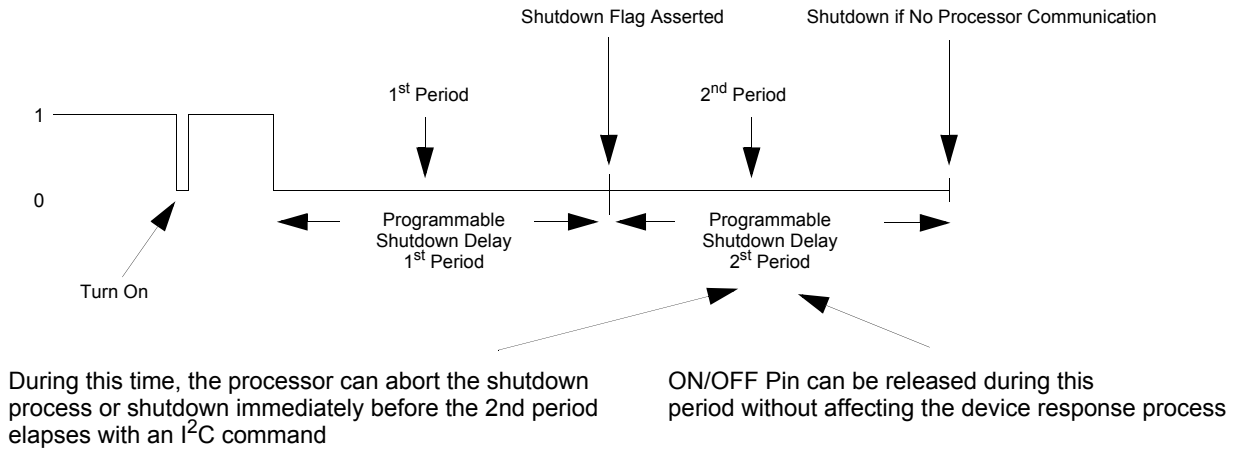 Shutdown Flag Asserted
Shutdown if No Processor Communication
1st Period
2nd Period
1
0
Programmable
Shutdown Delay
1st Period
Programmable
Shutdown Delay
2st Period
Turn On
During this time, the processor can abort the shutdown
process or shutdown immediately before the 2nd period
elapses with an I2C command
ON/OFF Pin can be released during this
period without affecting the device response process